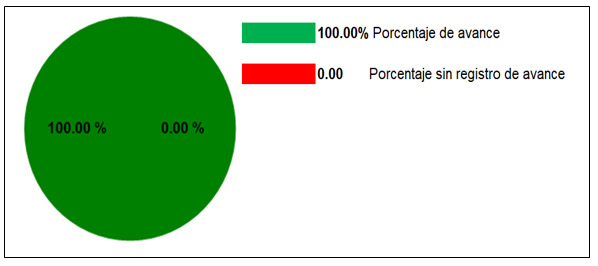 100.00% Porcentaje de avance
0.00 Porcentaje sin registro de avance
100.00 % 0.00 %